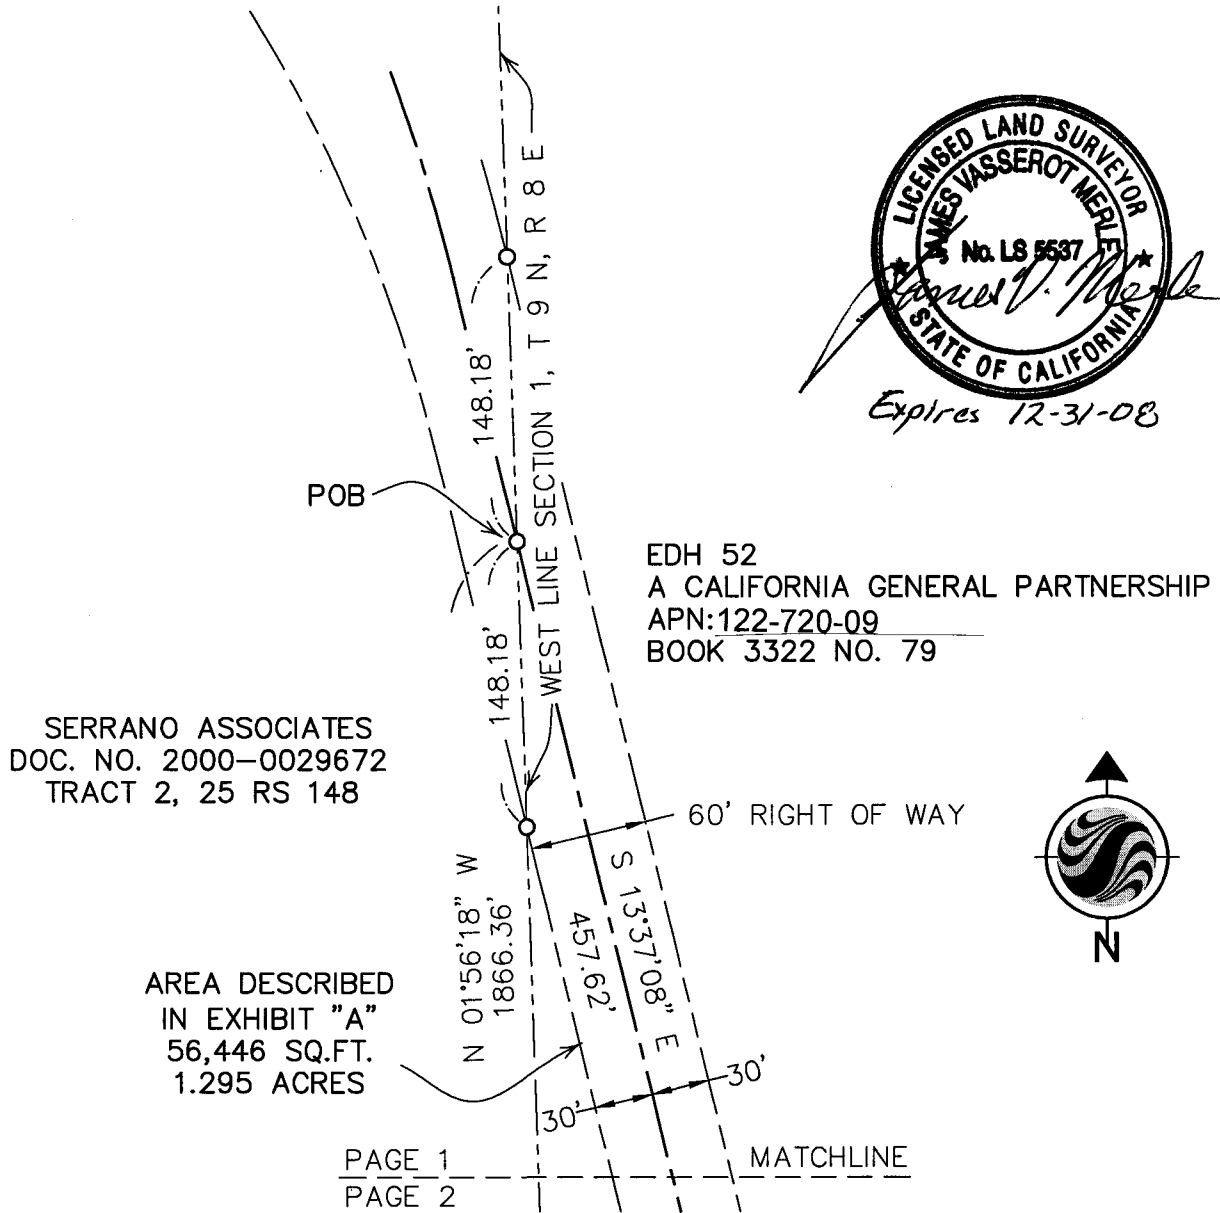 LICENSED LAND SURVEYOR
JAMES VASSEROT MERLE
No. LS 5537
James V. Merle
STATE OF CALIFORNIA
Expires 12-31-08
WEST LINE SECTION 1, T 9 N, R 8 E
148.18'
POB
EDH 52
A CALIFORNIA GENERAL PARTNERSHIP
APN:122-720-09
BOOK 3322 NO. 79
148.18'
SERRANO ASSOCIATES
DOC. NO. 2000-0029672
TRACT 2, 25 RS 148
60' RIGHT OF WAY
N 01°56'18" W
1866.36'
S 13°37'08" E
457.62'
N
AREA DESCRIBED
IN EXHIBIT "A"
56,446 SQ.FT.
1.295 ACRES
30'
30'
PAGE 1
MATCHLINE
PAGE 2